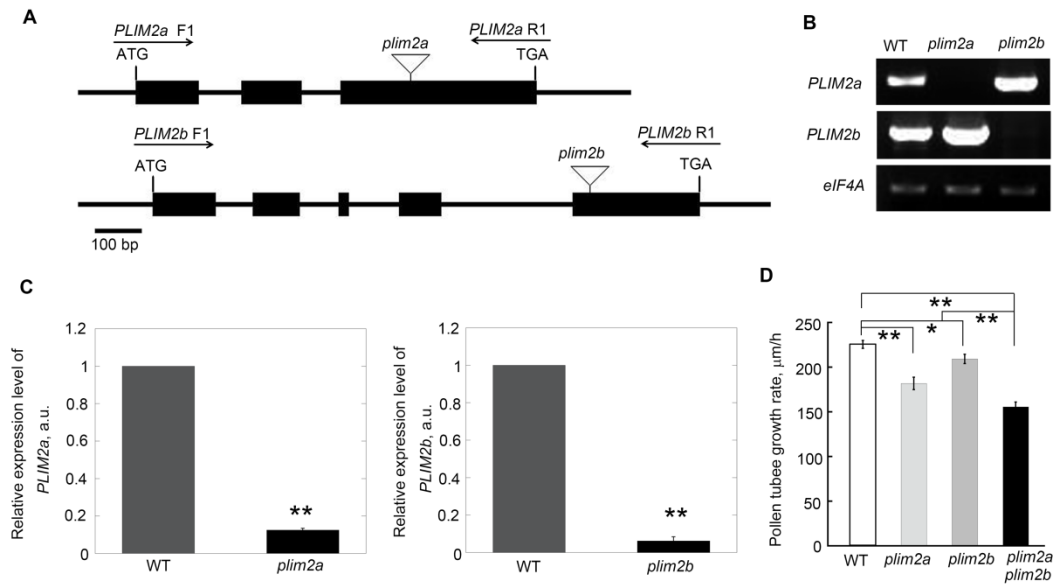 A
PLIM2a F1
PLIM2a R1
plim2a
ATG
TGA
PLIM2b F1
PLIM2b R1
plim2b
ATG
TGA
100 bp
B
WT plim2a plim2b
PLIM2a
PLIM2b
eIF4A
C
Relative expression level of
PLIM2a, a.u.
1.2
1
0.8
0.6
0.4
0.2
0
**
WT plim2a
Relative expression level of
PLIM2b, a.u.
1.2
1
0.8
0.6
0.4
0.2
0
**
WT plim2b
D
Pollen tubee growth rate, μm/h
250
200
150
100
50
0
**
** * **
WT plim2a plim2b plim2a
plim2b